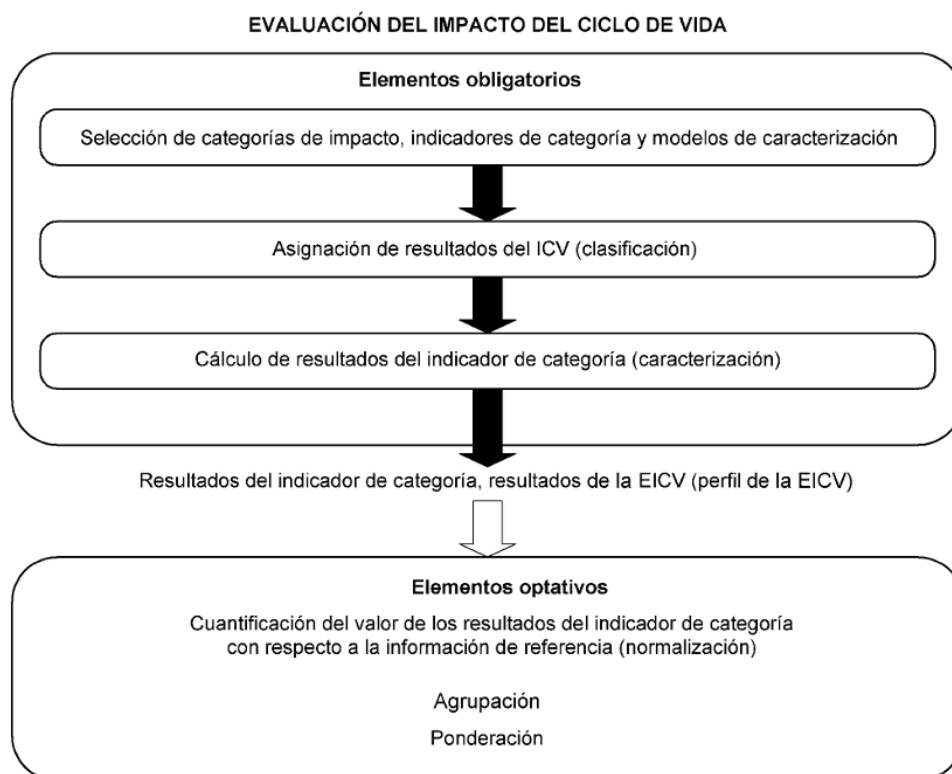 EVALUACIÓN DEL IMPACTO DEL CICLO DE VIDA
Elementos obligatorios
Selección de categorías de impacto, indicadores de categoría y modelos de caracterización
Asignación de resultados del ICV (clasificación)
Cálculo de resultados del indicador de categoría (caracterización)
Resultados del indicador de categoría, resultados de la EICV (perfil de la EICV)
Elementos optativos
Cuantificación del valor de los resultados del indicador de categoría
con respecto a la información de referencia (normalización)
Agrupación
Ponderación